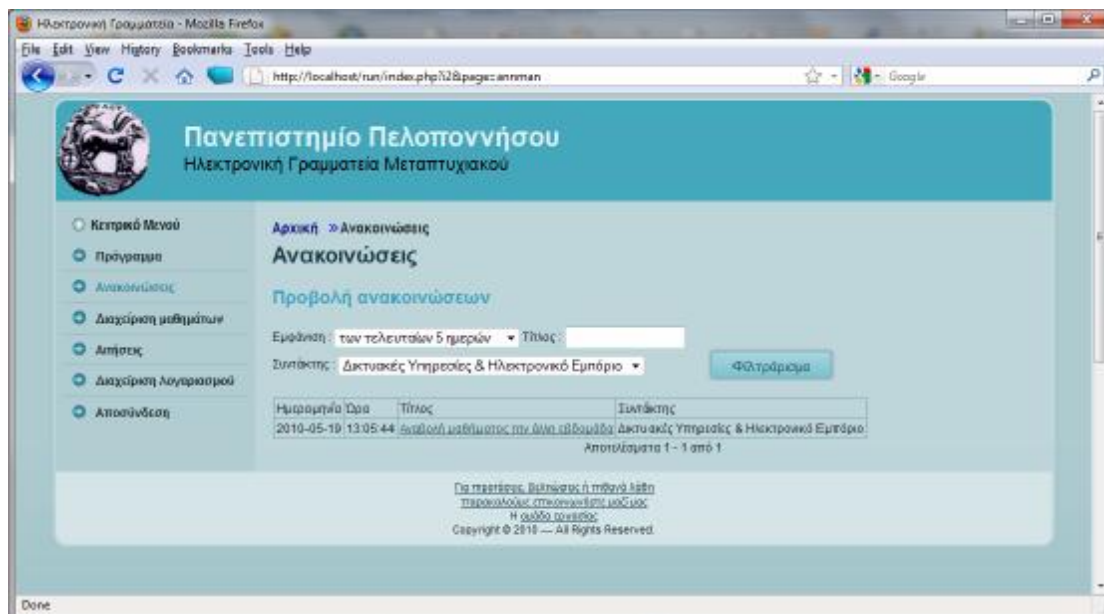 Ηλεκτρονική Γραμματεία - Mozilla Firefox
File Edit View History Bookmarks Tools Help
http://localhost/run/index.php?i2&page=annman
Google
Πανεπιστημίο Πελοποννήσου
Ηλεκτρονική Γραμματεία Μεταπτυχιακού
Κεντρικό Μενού
Πρόγραμμα
Ανακοινώσεις
Διαχείριση μαθημάτων
Αιτήσεις
Διαχείριση λογαριασμού
Αποσύνδεση
Αρχική » Ανακοινώσεις
Ανακοινώσεις
Προβολή ανακοινώσεων
Εμφάνιση : των τελευταίων 5 ημερών Τίτλος :
Συντάκτης : Δικτυακές Υπηρεσίες & Ηλεκτρονικό Εμπόριο Φιλτράρισμα
Ημερομηνία Ώρα Τίτλος Συντάκτης
2010-05-19 13:05:44 Αναβολή μαθήματος την άλλη εβδομάδα Δικτυακές Υπηρεσίες & Ηλεκτρονικό Εμπόριο
Αποτελέσματα 1 - 1 από 1
Για προτάσεις, βελτιώσεις ή πιθανά λάθη
παρακαλούμε επικοινωνήστε μαζί μας
Η ομάδα εργασίας
Copyright © 2010 — All Rights Reserved.
Done